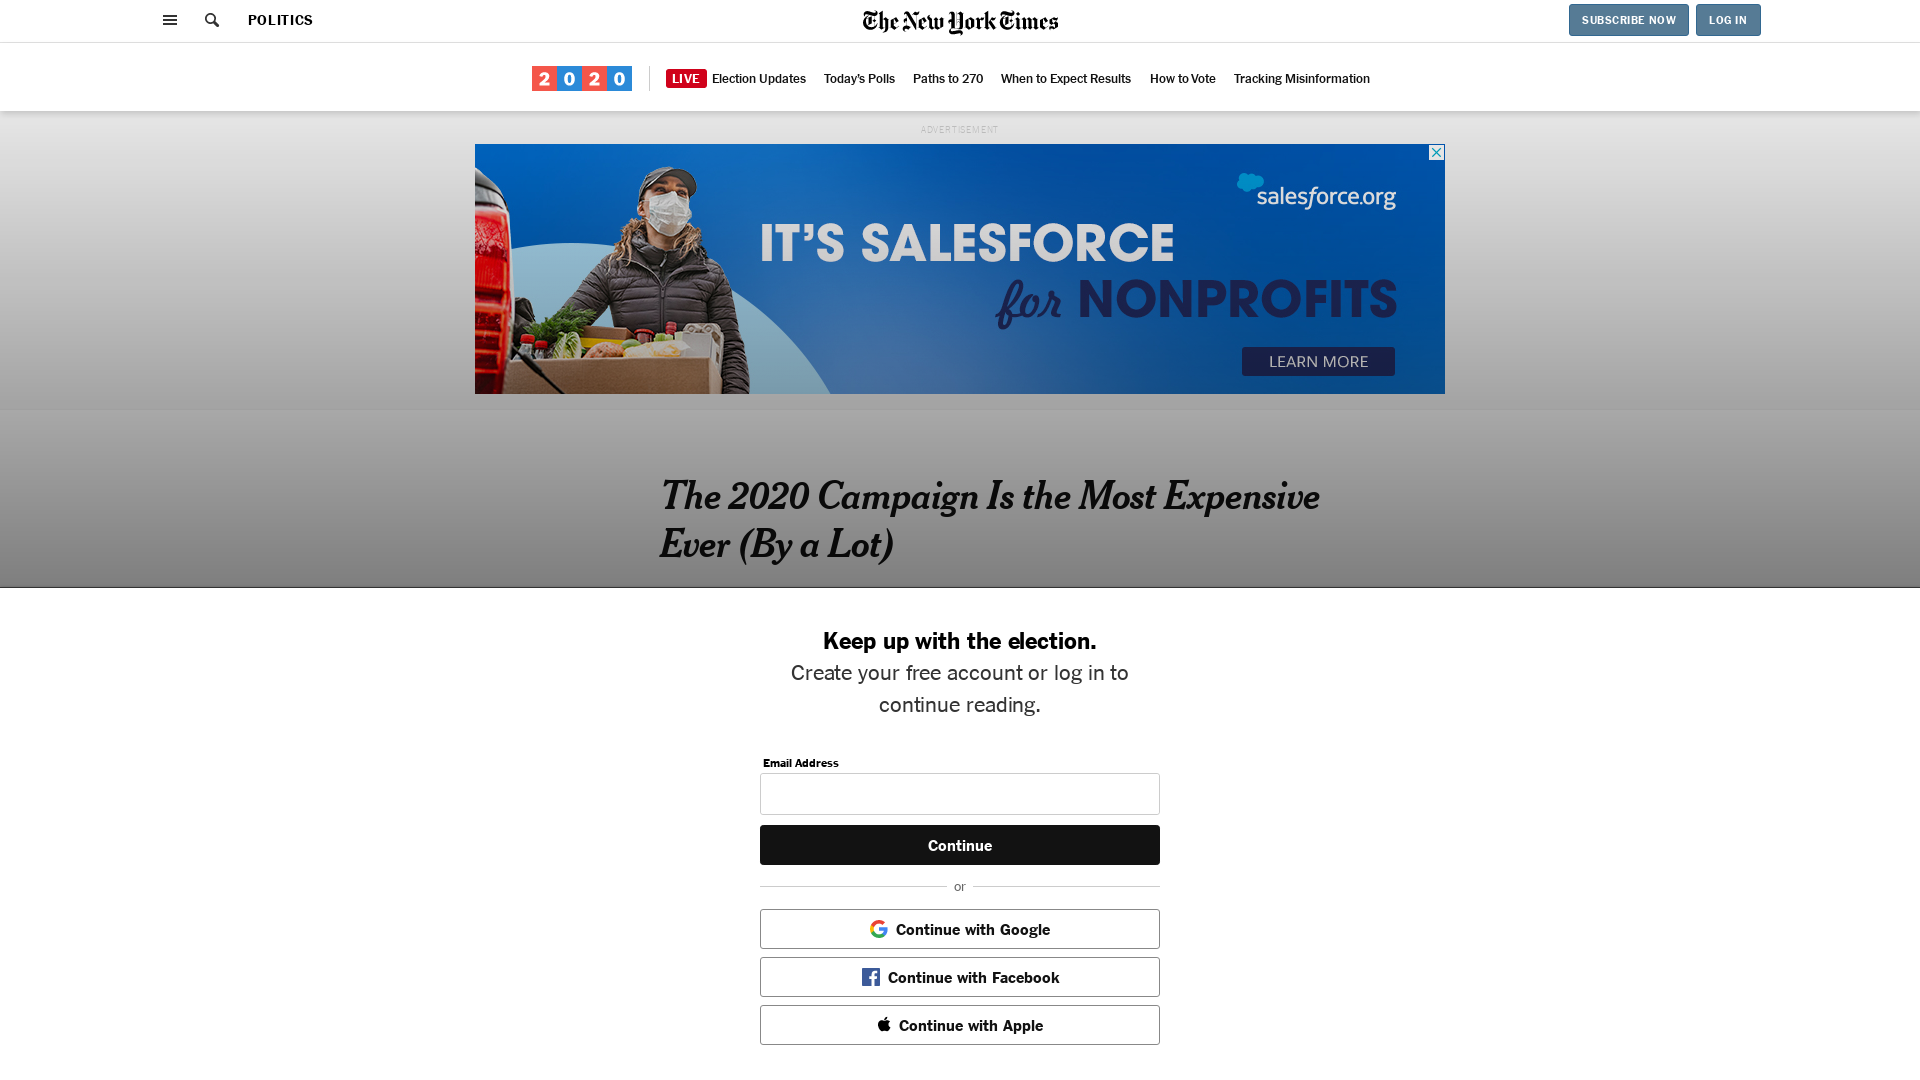 POLITICS
The New York Times
SUBSCRIBE NOW
LOG IN
2020
LIVE Election Updates
Today's Polls
Paths to 270
When to Expect Results
How to Vote
Tracking Misinformation
ADVERTISEMENT
salesforce.org
IT'S SALESFORCE
for NONPROFITS
LEARN MORE
The 2020 Campaign Is the Most Expensive
Ever (By a Lot)
Keep up with the election.
Create your free account or log in to
continue reading.
Email Address
Continue
or
Continue with Google
Continue with Facebook
Continue with Apple